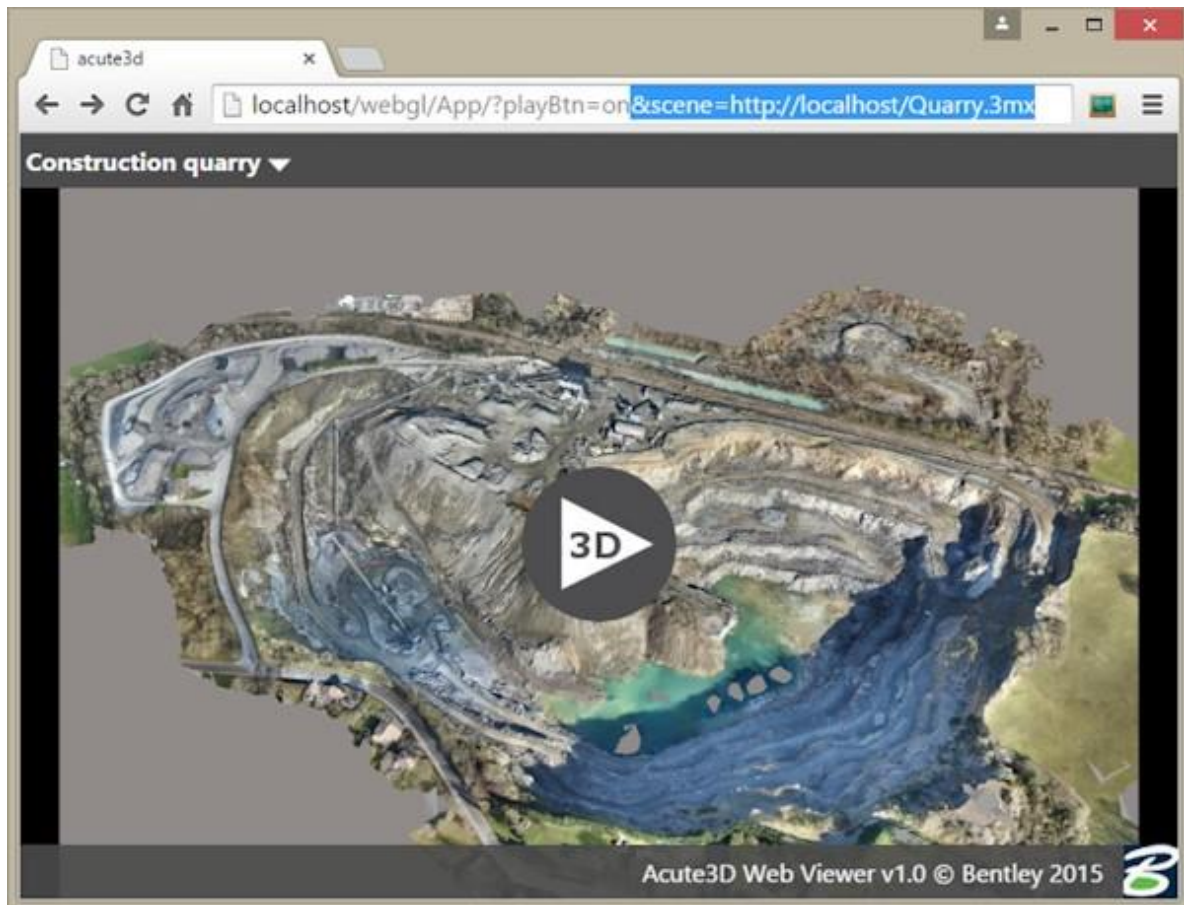 acute3d
localhost/webgl/App/?playBtn=on&scene=http://localhost/Quarry.3mx
Construction quarry
3D
Acute3D Web Viewer v1.0 © Bentley 2015